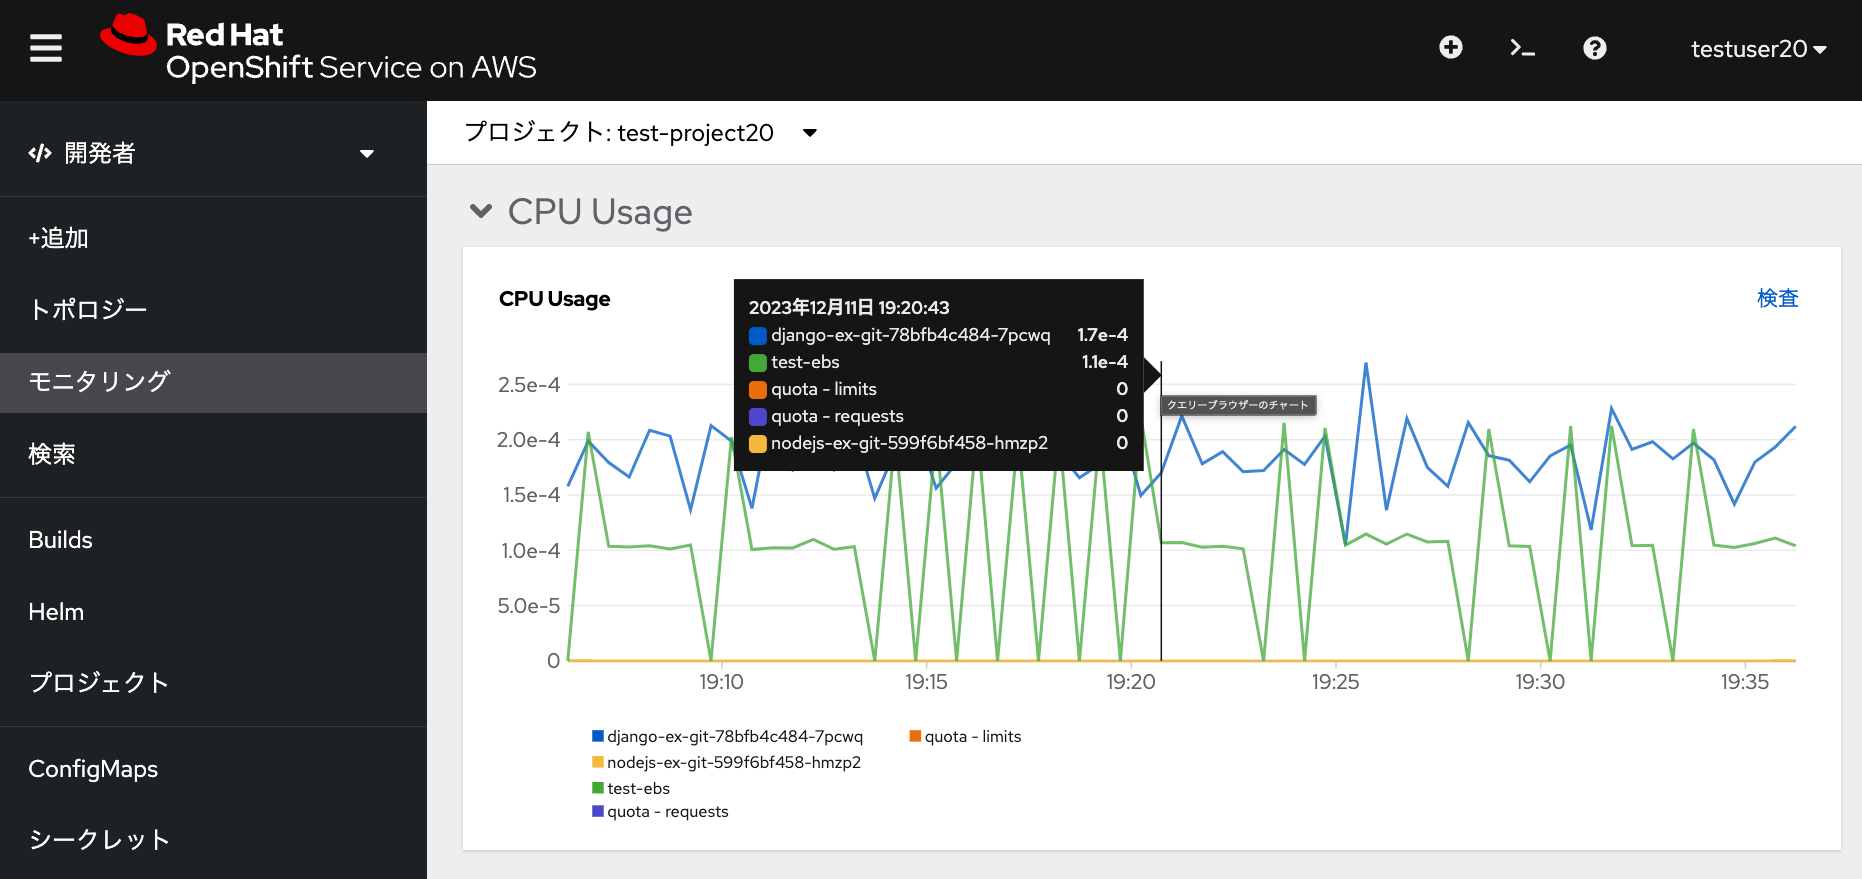 Red Hat
OpenShift Service on AWS
testuser20
開発者
プロジェクト: test-project20
+追加
トポロジー
モニタリング
検索
Builds
Helm
プロジェクト
ConfigMaps
シークレット
CPU Usage
CPU Usage
検査
2023年12月11日 19:20:43
django-ex-git-78bfb4c484-7pcwq 1.7e-4
test-ebs 1.1e-4
quota - limits 0
quota - requests 0
nodejs-ex-git-599f6bf458-hmzp2 0
クエリーブラウザーのチャート
2.5e-4
2.0e-4
1.5e-4
1.0e-4
5.0e-5
0
19:10 19:15 19:20 19:25 19:30 19:35
django-ex-git-78bfb4c484-7pcwq quota - limits
nodejs-ex-git-599f6bf458-hmzp2
test-ebs
quota - requests